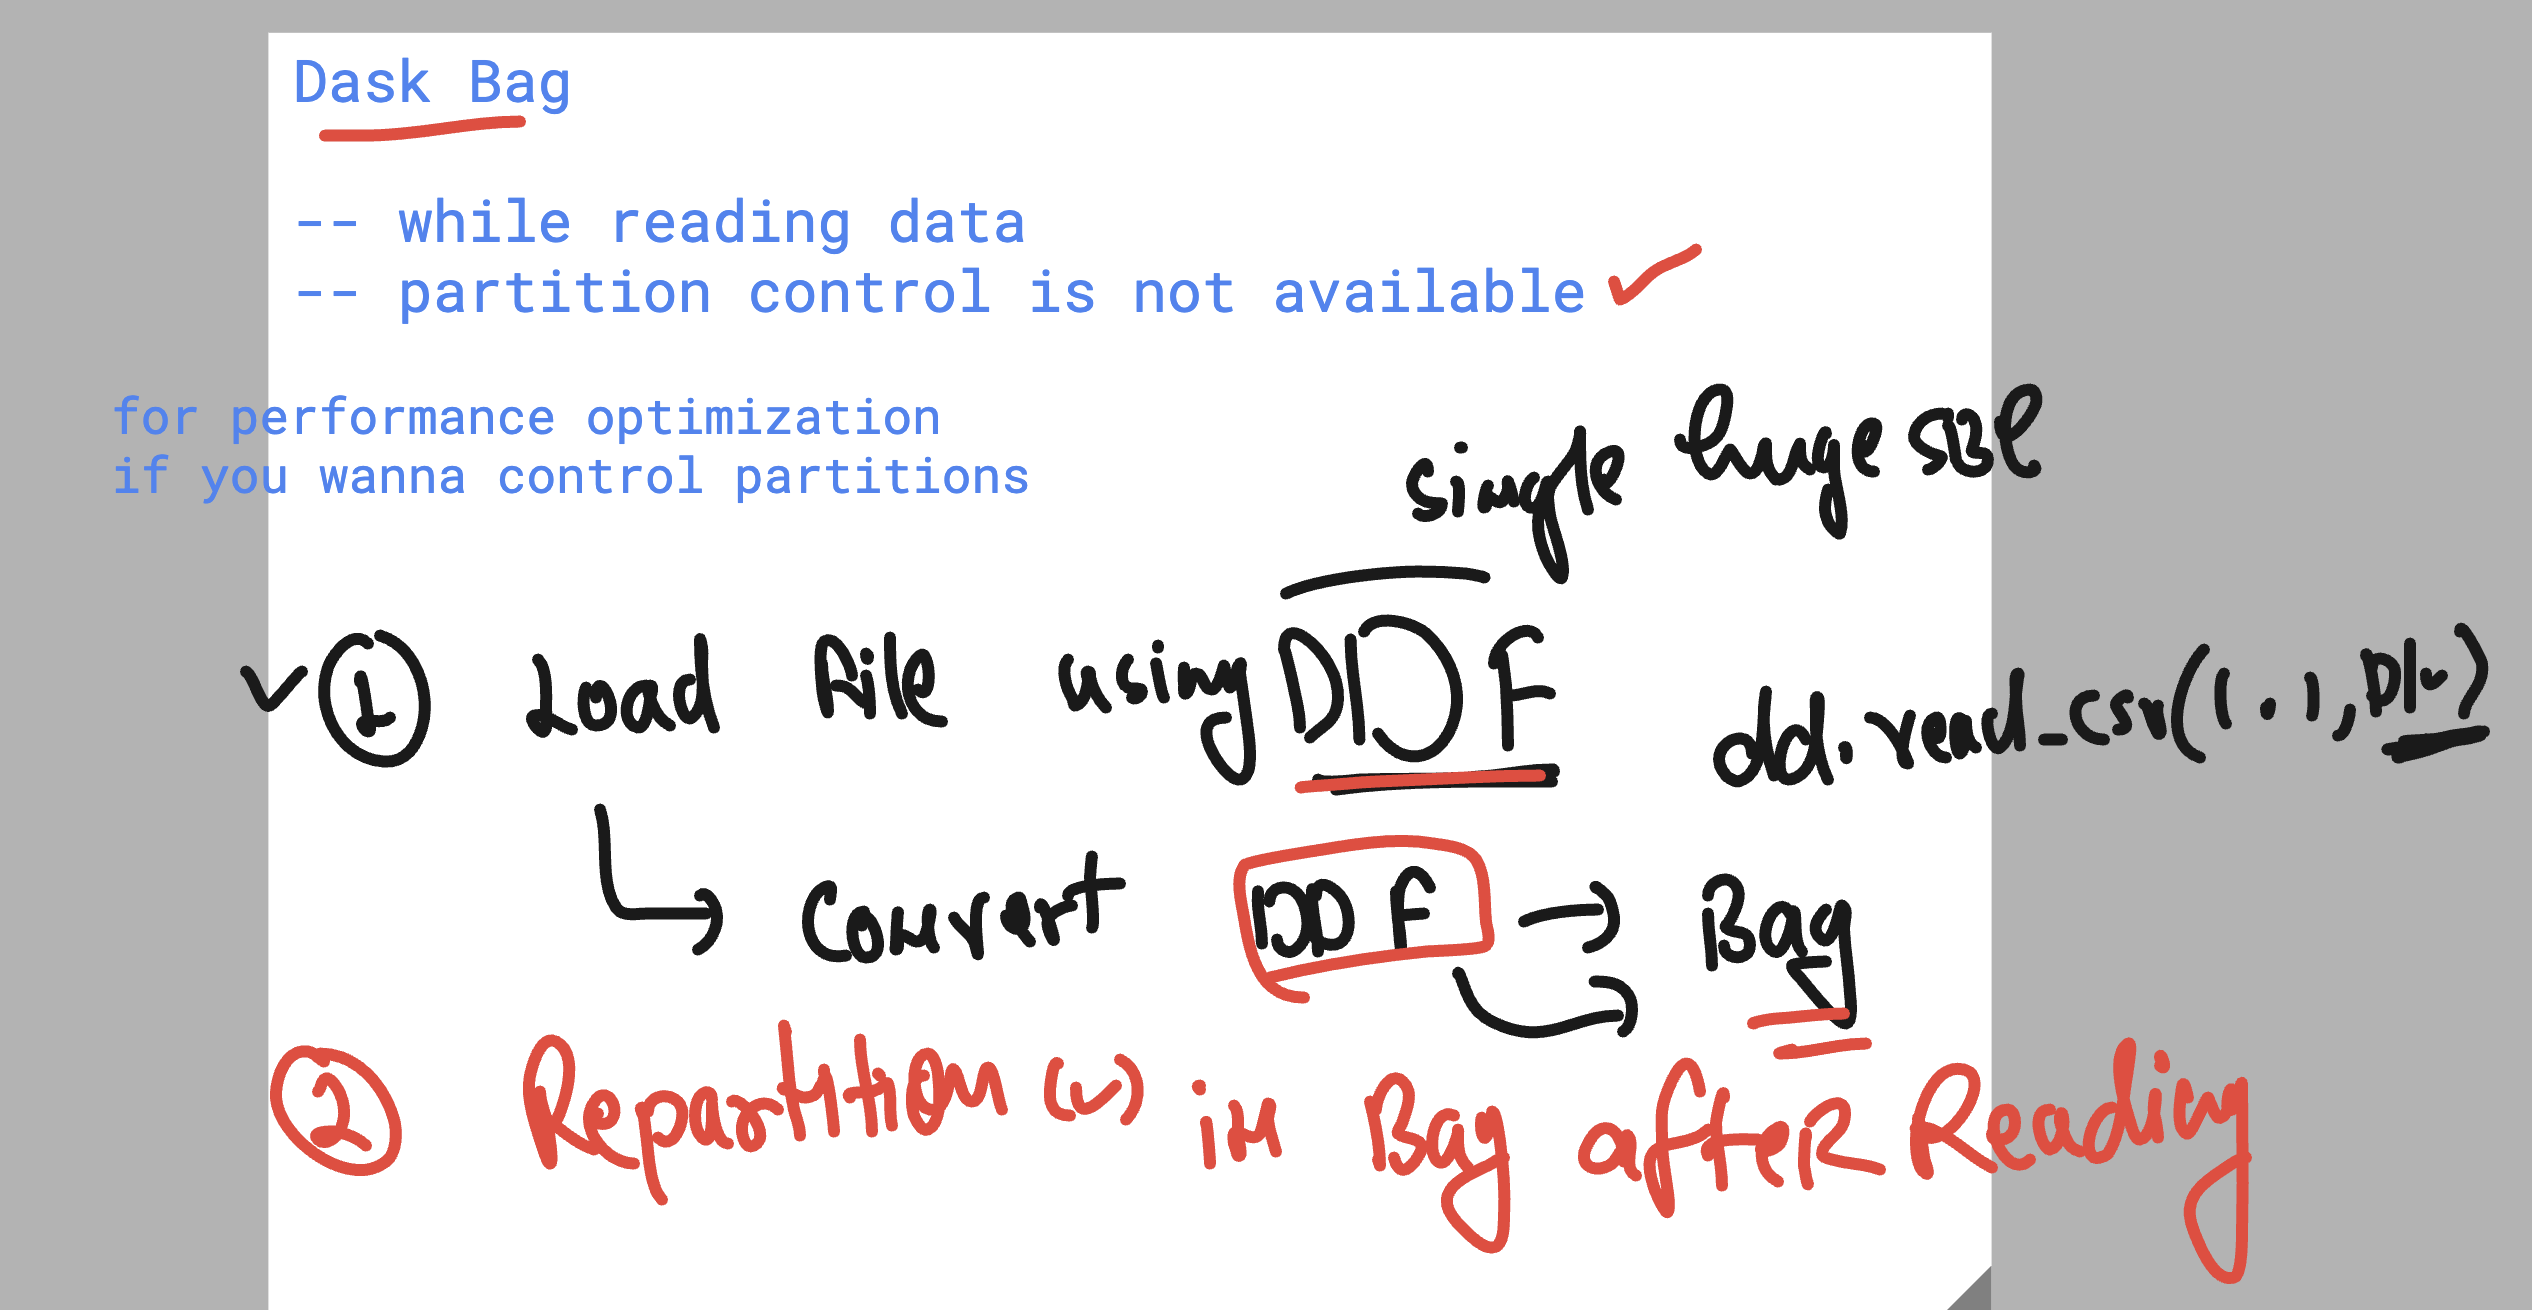 Dask Bag
-- while reading data
-- partition control is not available
for performance optimization
if you wanna control partitions
single huge size
1 Load file using DDF dd.read_csv(
Convert DDF → Bag
2 Repartition(✓) in Bag after Reading